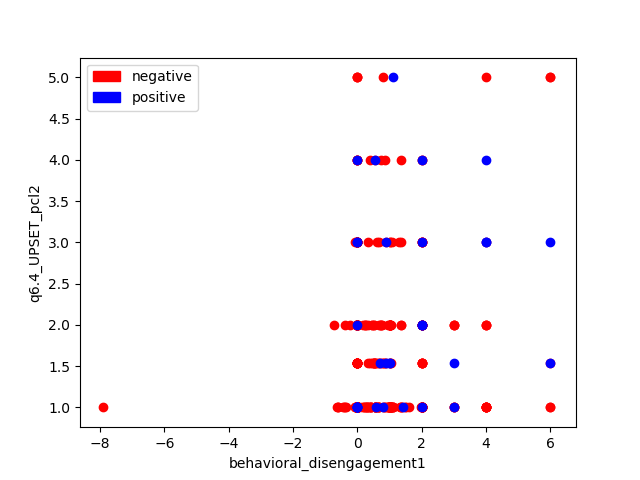 negative
positive
5.0
4.5
4.0
3.5
3.0
2.5
2.0
1.5
1.0
q6.4_UPSET_pcl2
−8 −6 −4 −2 0 2 4 6
behavioral_disengagement1